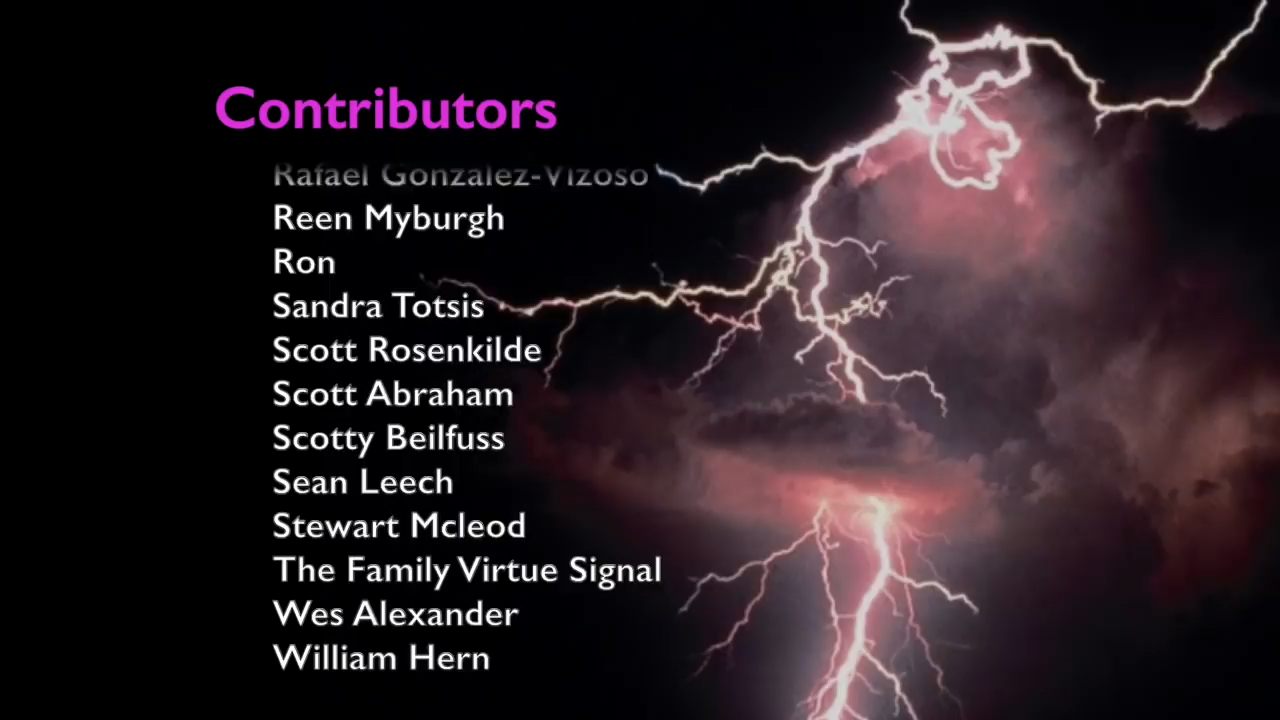 Contributors
Rafael Gonzalez-Vizoso
Reen Myburgh
Ron
Sandra Totsis
Scott Rosenkilde
Scott Abraham
Scotty Beilfuss
Sean Leech
Stewart Mcleod
The Family Virtue Signal
Wes Alexander
William Hern